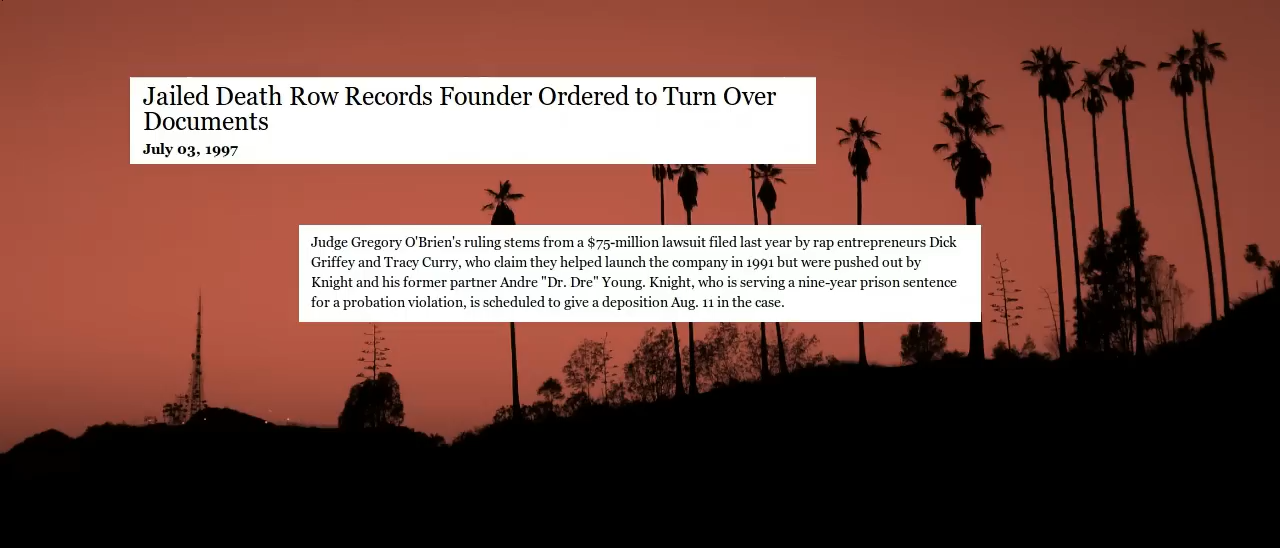 Jailed Death Row Records Founder Ordered to Turn Over
Documents
July 03, 1997
Judge Gregory O'Brien's ruling stems from a $75-million lawsuit filed last year by rap entrepreneurs Dick
Griffey and Tracy Curry, who claim they helped launch the company in 1991 but were pushed out by
Knight and his former partner Andre "Dr. Dre" Young. Knight, who is serving a nine-year prison sentence
for a probation violation, is scheduled to give a deposition Aug. 11 in the case.